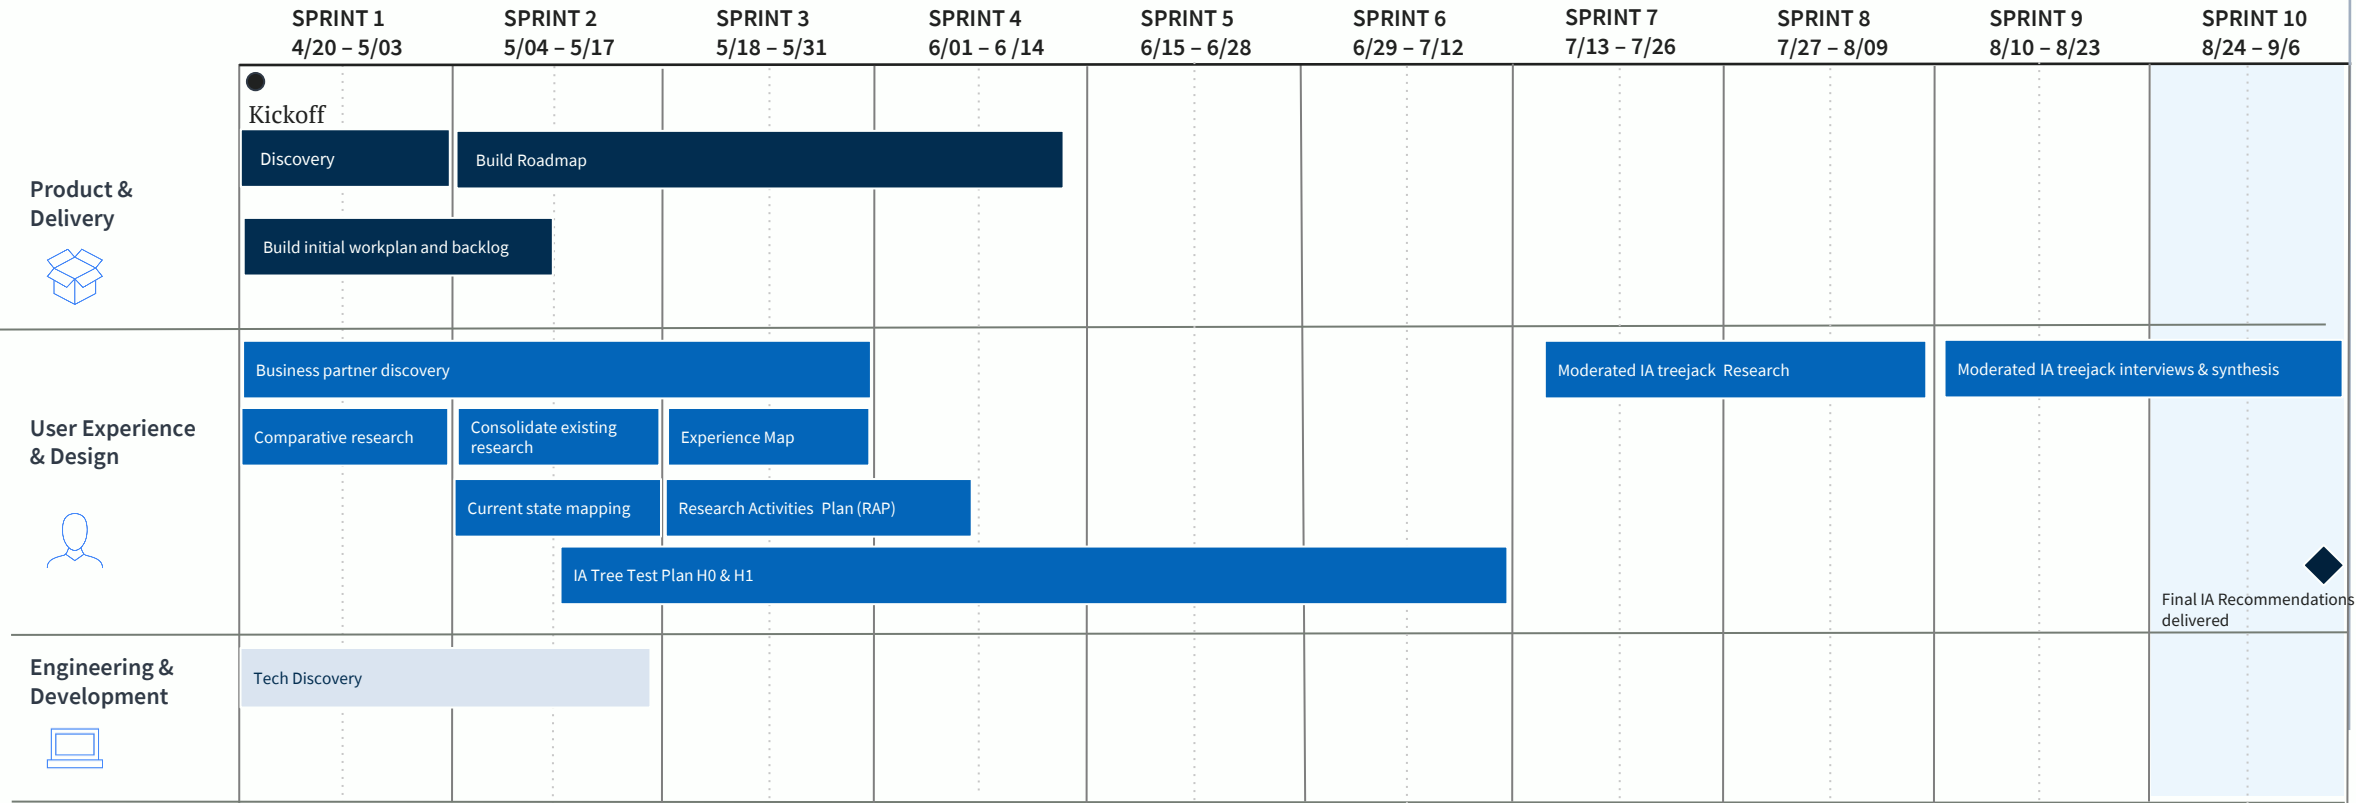 SPRINT 1
4/20 – 5/03
SPRINT 2
5/04 – 5/17
SPRINT 3
5/18 – 5/31
SPRINT 4
6/01 – 6 /14
SPRINT 5
6/15 – 6/28
SPRINT 6
6/29 – 7/12
SPRINT 7
7/13 – 7/26
SPRINT 8
7/27 – 8/09
SPRINT 9
8/10 – 8/23
SPRINT 10
8/24 – 9/6
Kickoff
Product &
Delivery
Discovery
Build Roadmap
Build initial workplan and backlog
User Experience
& Design
Business partner discovery
Moderated IA treejack  Research
Moderated IA treejack interviews & synthesis
Comparative research
Consolidate existing
research
Experience Map
Current state mapping
Research Activities  Plan (RAP)
IA Tree Test Plan H0 & H1
Final IA Recommendations
delivered
Engineering &
Development
Tech Discovery